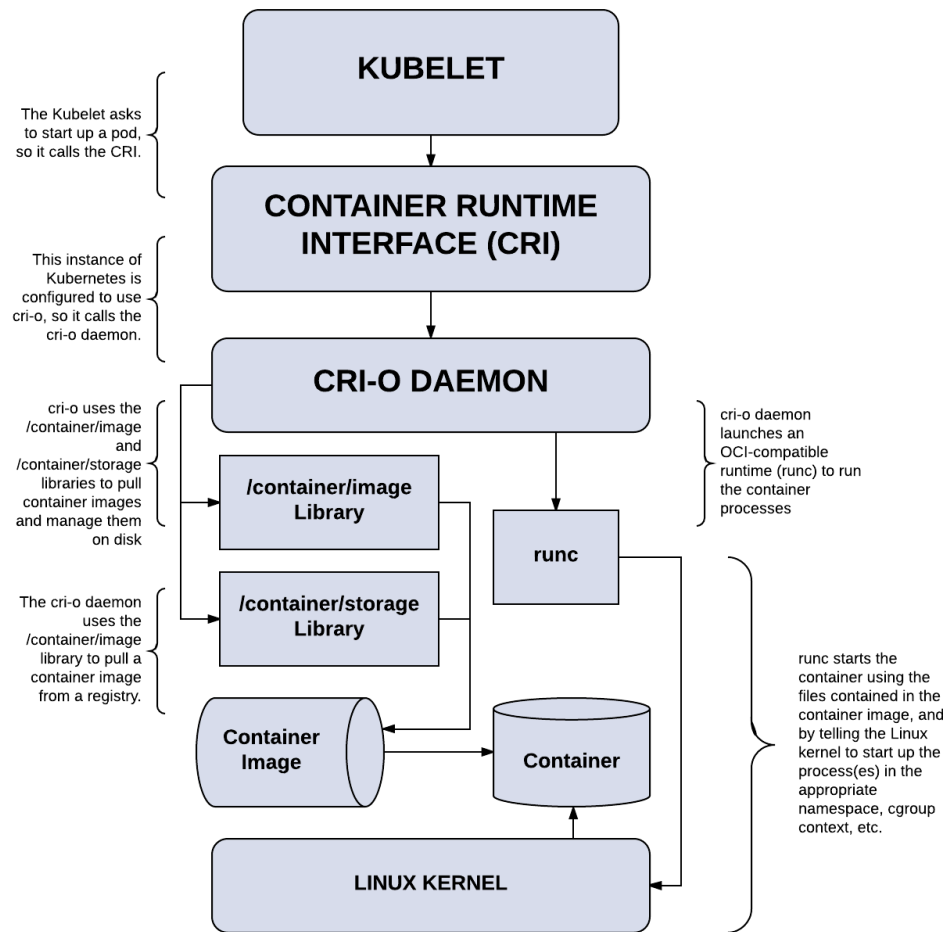 KUBELET
The Kubelet asks
to start up a pod,
so it calls the CRI.
CONTAINER RUNTIME
INTERFACE (CRI)
This instance of
Kubernetes is
configured to use
cri-o, so it calls the
cri-o daemon.
CRI-O DAEMON
cri-o uses the
/container/image
and
/container/storage
libraries to pull
container images
and manage them
on disk
cri-o daemon
launches an
OCI-compatible
runtime (runc) to run
the container
processes
/container/image
Library
runc
/container/storage
Library
The cri-o daemon
uses the
/container/image
library to pull a
container image
from a registry.
runc starts the
container using the
files contained in the
container image, and
by telling the Linux
kernel to start up the
process(es) in the
appropriate
namespace, cgroup
context, etc.
Container
Image
Container
LINUX KERNEL